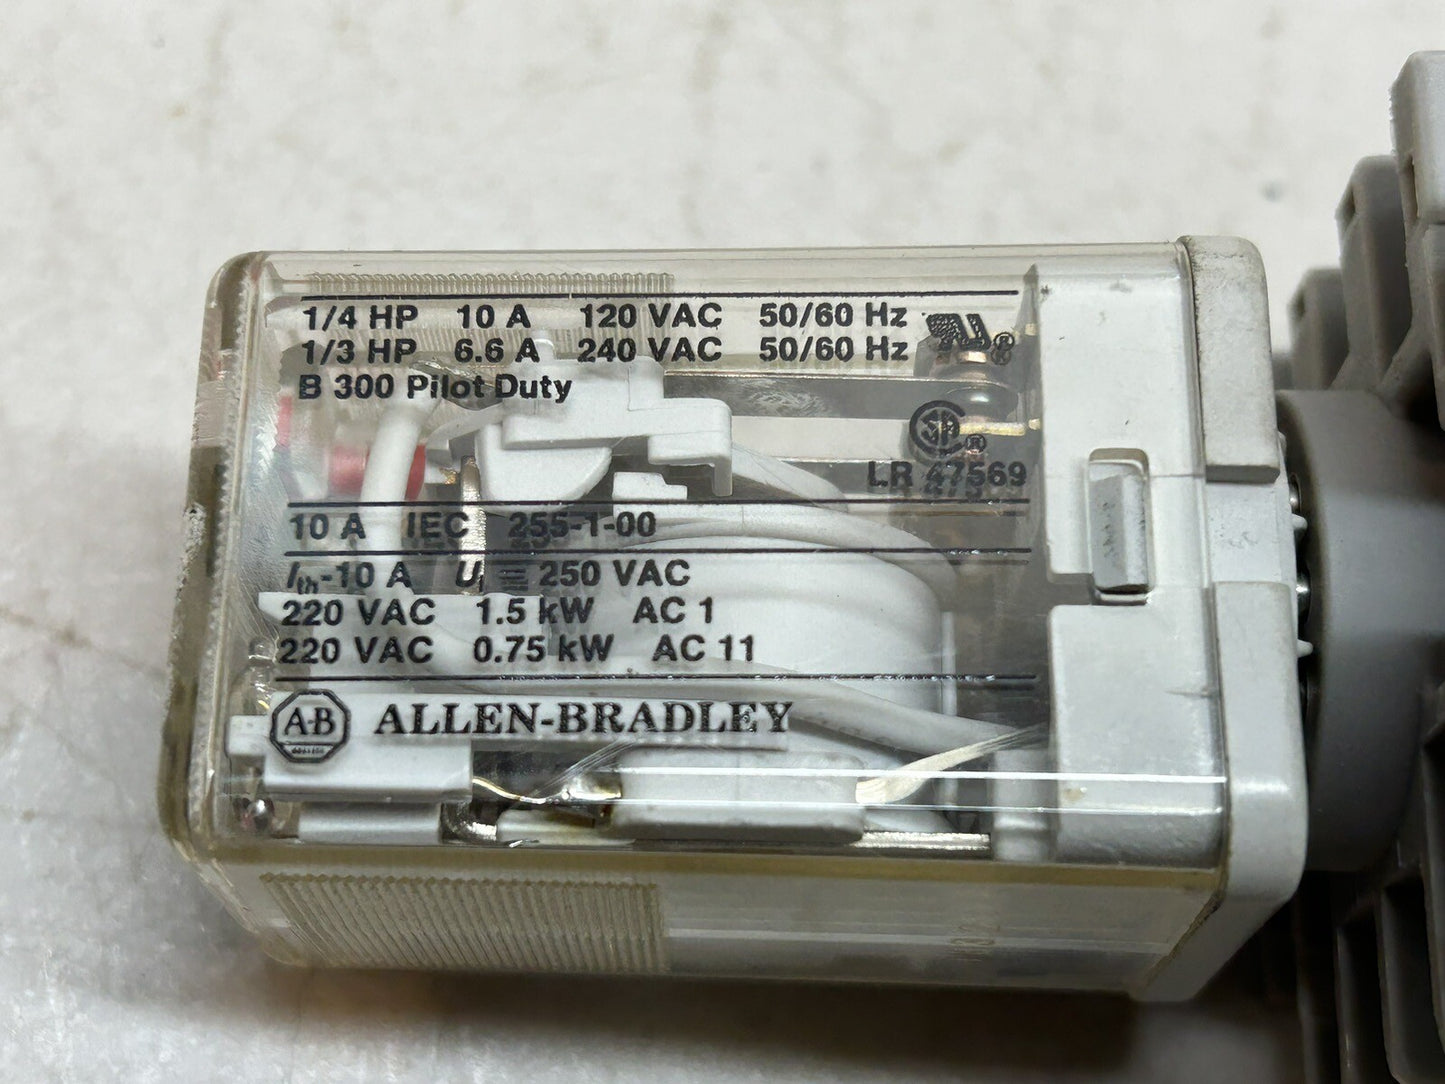 1/4 HP 10 A 120 VAC 50/60 Hz
1/3 HP 6.6 A 240 VAC 50/60 Hz
B 300 Pilot Duty
LR 47569
10 A IEC 255-1-00
Ith-10 A U = 250 VAC
220 VAC 1.5 kW AC 1
220 VAC 0.75 kW AC 11
A-B ALLEN-BRADLEY